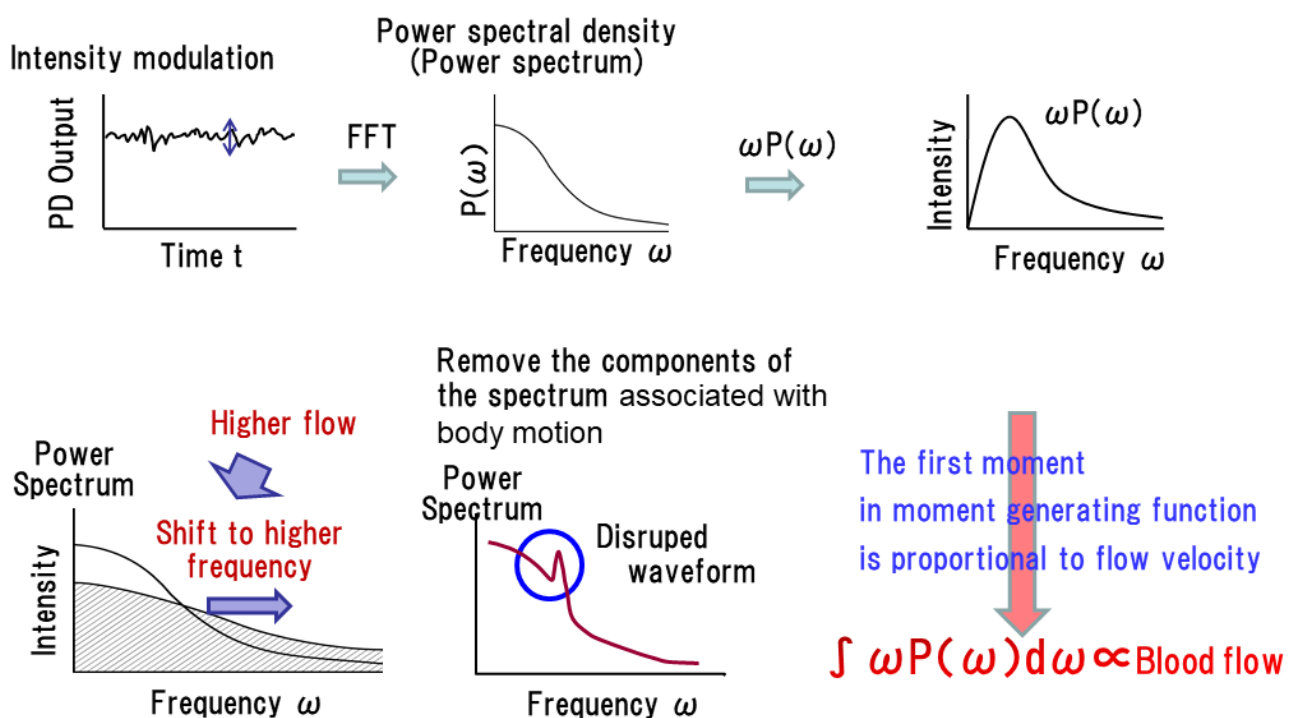 Intensity modulation
PD Output
Time t
FFT
Power spectral density
(Power spectrum)
P(ω)
Frequency ω
ωP(ω)
Intensity
ωP(ω)
Frequency ω
Higher flow
Power
Spectrum
Shift to higher
frequency
Intensity
Frequency ω
Remove the components of
the spectrum associated with
body motion
Power
Spectrum
Disruped
waveform
Frequency ω
The first moment
in moment generating function
is proportional to flow velocity
∫ ωP(ω)dω∝Blood flow